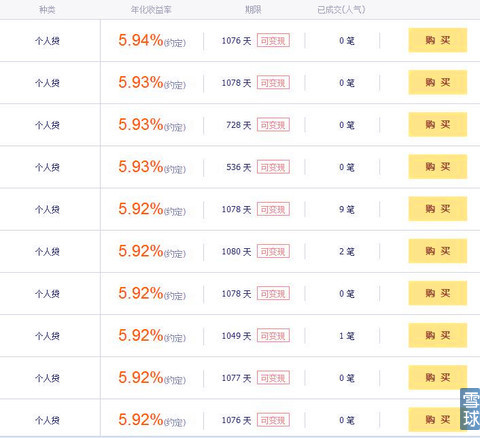 种类 年化收益率 期限 已成交(人气)
个人贷 5.94%(约定) 1076 天 可变现 0 笔 购 买
个人贷 5.93%(约定) 1078 天 可变现 0 笔 购 买
个人贷 5.93%(约定) 728 天 可变现 0 笔 购 买
个人贷 5.93%(约定) 536 天 可变现 0 笔 购 买
个人贷 5.92%(约定) 1078 天 可变现 9 笔 购 买
个人贷 5.92%(约定) 1080 天 可变现 2 笔 购 买
个人贷 5.92%(约定) 1078 天 可变现 0 笔 购 买
个人贷 5.92%(约定) 1049 天 可变现 1 笔 购 买
个人贷 5.92%(约定) 1077 天 可变现 0 笔 购 买
个人贷 5.92%(约定) 1076 天 可变现 0 笔 购 买
雪球